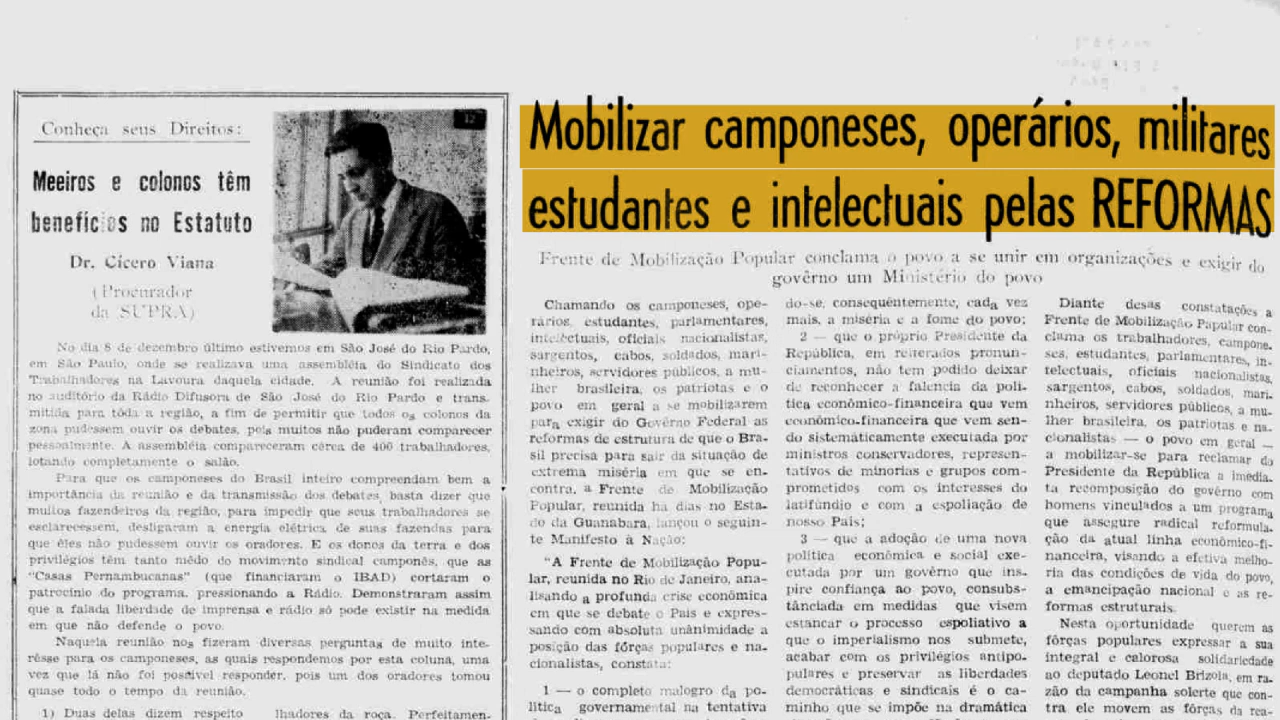 Conheça seus Direitos:
Meeiros e colonos têm
benefícios no Estatuto
Dr. Cícero Viana
(Procurador
da SUPRA)
No dia 8 de dezembro último estivemos em São José do Rio Pardo,
em São Paulo, onde se realizava uma assembléia do Sindicato dos
Trabalhadores na Lavoura daquela cidade. A reunião foi realizada
no auditório da Rádio Difusora de São José do Rio Pardo e trans-
mitida para tôda a região, a fim de permitir que todos os colonos da
zona pudessem ouvir os debates, pois muitos não puderam comparecer
pessoalmente. A assembléia compareceram cêrca de 400 trabalhadores,
lotando completamente o salão.
Para que os camponeses do Brasil inteiro compreendam bem a
importância da reunião e da transmissão dos debates, basta dizer que
muitos fazendeiros da região, para impedir que seus trabalhadores se
esclarecessem, desligaram a energia elétrica de suas fazendas para
que êles não pudessem ouvir os oradores. E os donos da terra e dos
privilégios têm tanto mêdo do movimento sindical camponês, que as
"Casas Pernambucanas" (que financiaram o IBAD) cortaram o
patrocínio do programa, pressionando a Rádio. Demonstraram assim
que a falada liberdade de imprensa e rádio só pode existir na medida
em que não defende o povo.
Naquela reunião nos fizeram diversas perguntas de muito inte-
rêsse para os camponeses, as quais respondemos por esta coluna, uma
vez que lá não foi possível responder, pois um dos oradores tomou
quase todo o tempo da reunião.
1) Duas delas dizem respeito
lhadores da roça. Perfeitamen-
Mobilizar camponeses, operários, militares
estudantes e intelectuais pelas REFORMAS
Frente de Mobilização Popular conclama o povo a se unir em organizações e exigir do
govêrno um Ministério do povo
Chamando os camponeses, ope-
rários, estudantes, parlamentares,
intelectuais, oficiais nacionalistas,
sargentos, cabos, soldados, mari-
nheiros, servidores públicos, a mu-
lher brasileira, os patriotas e o
povo em geral a se mobilizarem
para exigir do Govêrno Federal as
reformas de estrutura de que o Bra-
sil precisa para sair da situação de
extrema miséria em que se en-
contra, a Frente de Mobilização
Popular, reunida há dias no Esta-
do da Guanabara, lançou o seguin-
te Manifesto à Nação:
"A Frente de Mobilização Popu-
lar, reunida no Rio de Janeiro, ana-
lisando a profunda crise econômica
em que se debate o País e expres-
sando com absoluta unânimidade a
posição das fôrças populares e na-
cionalistas, constata:
1 — o completo malogro da po-
lítica governamental na tentativa
do-se, consequêntemente, cada vez
mais, a miséria e a fome do povo;
2 — que o próprio Presidente da
República, em reiterados pronun-
ciamentos, não tem podido deixar
de reconhecer a falencia da polí-
tica econômico-financeira que vem
econômico-financeira que vem sen-
do sistemàticamente executada por
ministros conservadores, represen-
tativos de minorias e grupos com-
prometidos com os interesses do
latifúndio e com a espoliação de
nosso País;
3 — que a adoção de uma nova
política econômica e social exe-
cutada por um govêrno que ins-
pire confiança ao povo, consubs-
tânciada em medidas que visem
estancar o processo espoliativo a
que o imperialismo nos submete,
acabar com os privilégios antipo-
pulares e preservar as liberdades
democráticas e sindicais é o ca-
minho que se impõe na dramática
Diante desas constatações a
Frente de Mobilização Papular con-
clama os trabalhadores, campone-
ses, estudantes, parlamentares, in-
telectuais, oficiais nacionalistas,
sargentos, cabos, soldados, mari-
nheiros, servidores públicos, a mu-
lher brasileira, os patriotas e na-
cionalistas — o povo em geral —
a mobilizar-se para reclamar do
Presidente da República a imedia-
ta recomposição do govêrno com
homens vinculados a um programa
que assegure radical reformula-
ção da atual linha econômico-fi-
nanceira, visando a efetiva melho-
ria das condições de vida do povo,
a emancipação nacional e as re-
formas estruturais.
Nesta oportunidade querem as
fôrças populares expressar a sua
integral e calorosa solidariedade
ao deputado Leonel Brizola, em ra-
zão da campanha solerte que con-
tra ele movem as fôrças da rea-